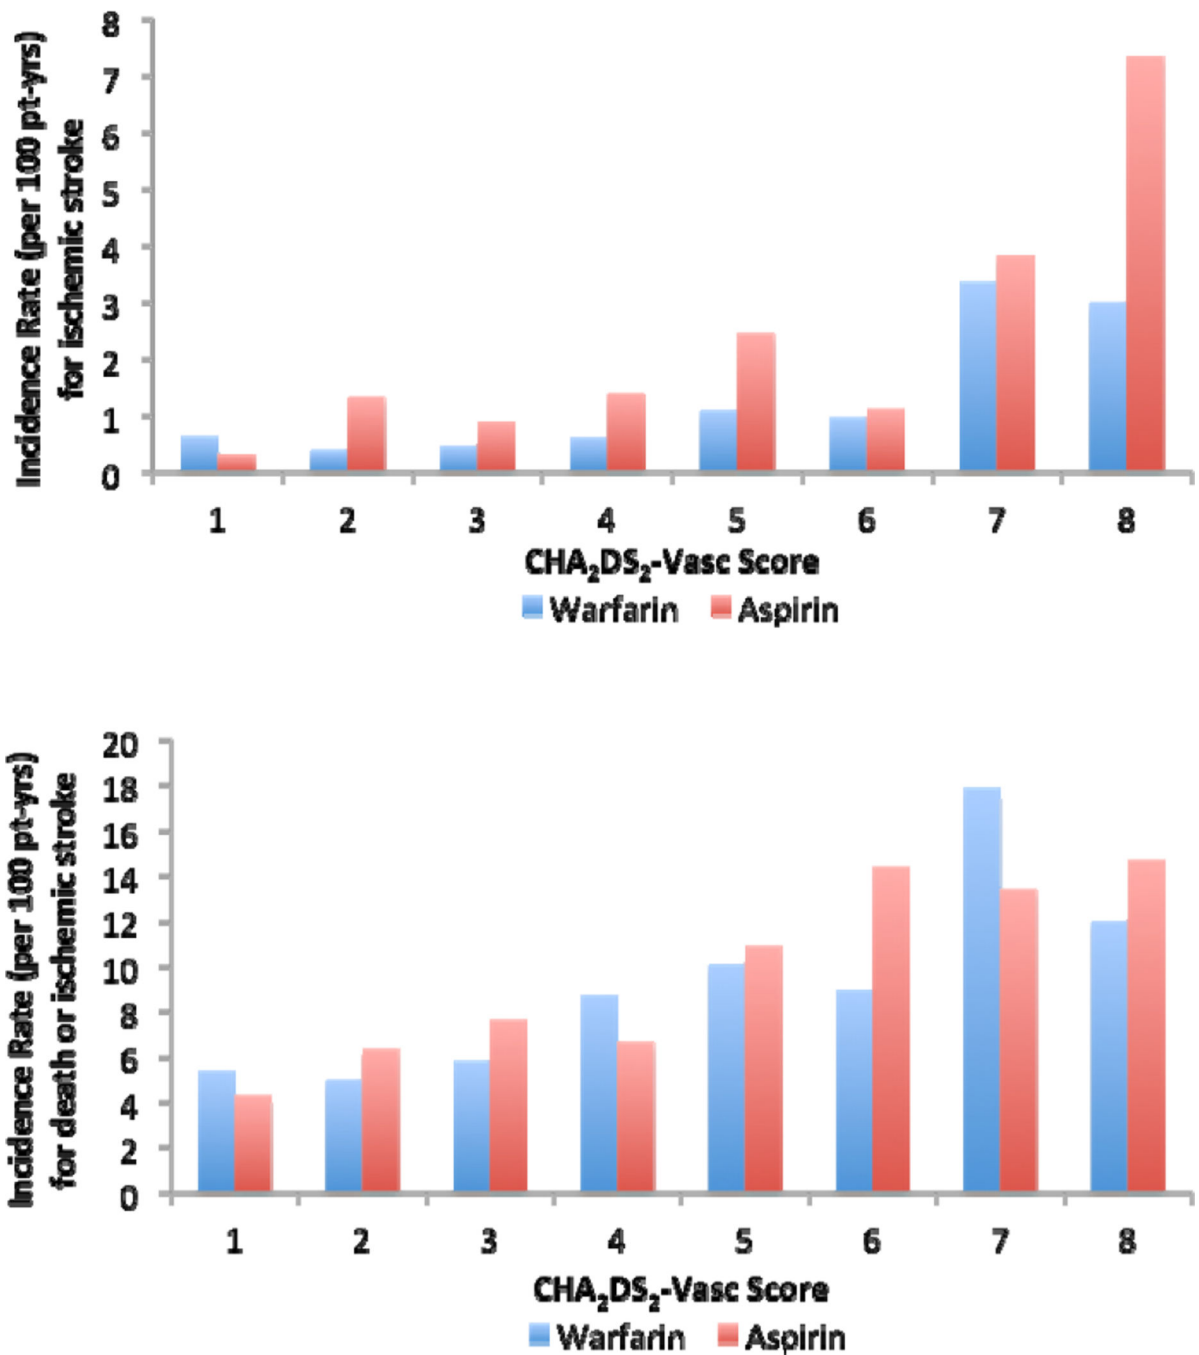 Incidence Rate (per 100 pt-yrs)
for ischemic stroke
8
7
6
5
4
3
2
1
0
1 2 3 4 5 6 7 8
CHA₂DS₂-Vasc Score
Warfarin Aspirin
Incidence Rate (per 100 pt-yrs)
for death or ischemic stroke
20
18
16
14
12
10
8
6
4
2
0
1 2 3 4 5 6 7 8
CHA₂DS₂-Vasc Score
Warfarin Aspirin